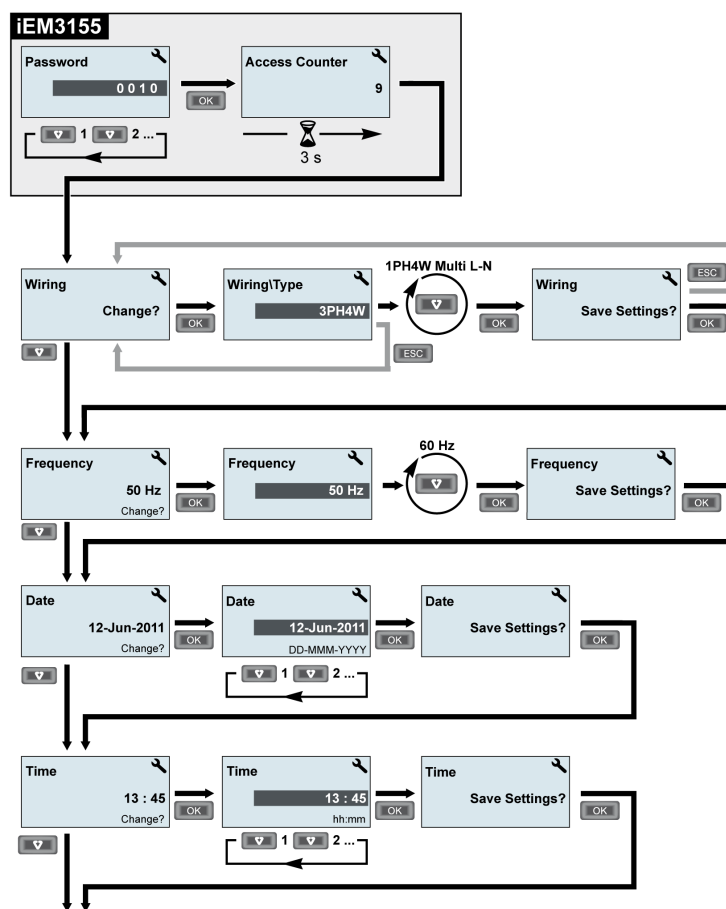 iEM3155
Password
0010
OK
Access Counter
9
1 2 ...
3 s
Wiring
Change?
OK
Wiring\Type
3PH4W
ESC
1PH4W Multi L-N
OK
Wiring
Save Settings?
ESC
OK
Frequency
50 Hz
Change?
OK
Frequency
50 Hz
60 Hz
OK
Frequency
Save Settings?
OK
Date
12-Jun-2011
Change?
OK
Date
12-Jun-2011
DD-MMM-YYYY
1 2 ...
OK
Date
Save Settings?
OK
Time
13 : 45
Change?
OK
Time
13 : 45
hh:mm
1 2 ...
OK
Time
Save Settings?
OK